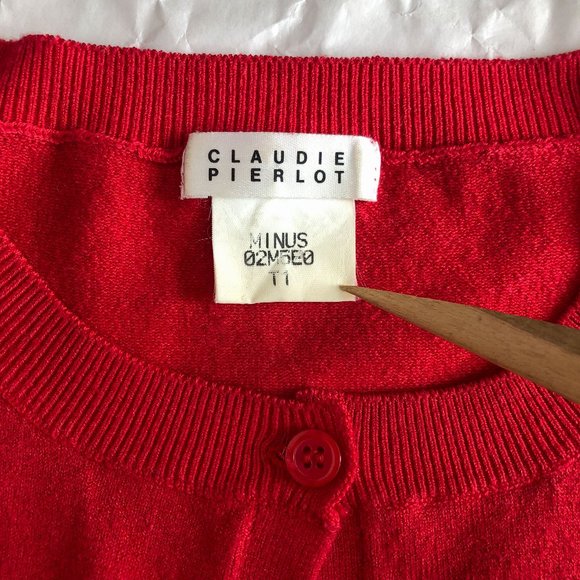 CLAUDIE
PIERLOT
MINUS
02M5E0
T1